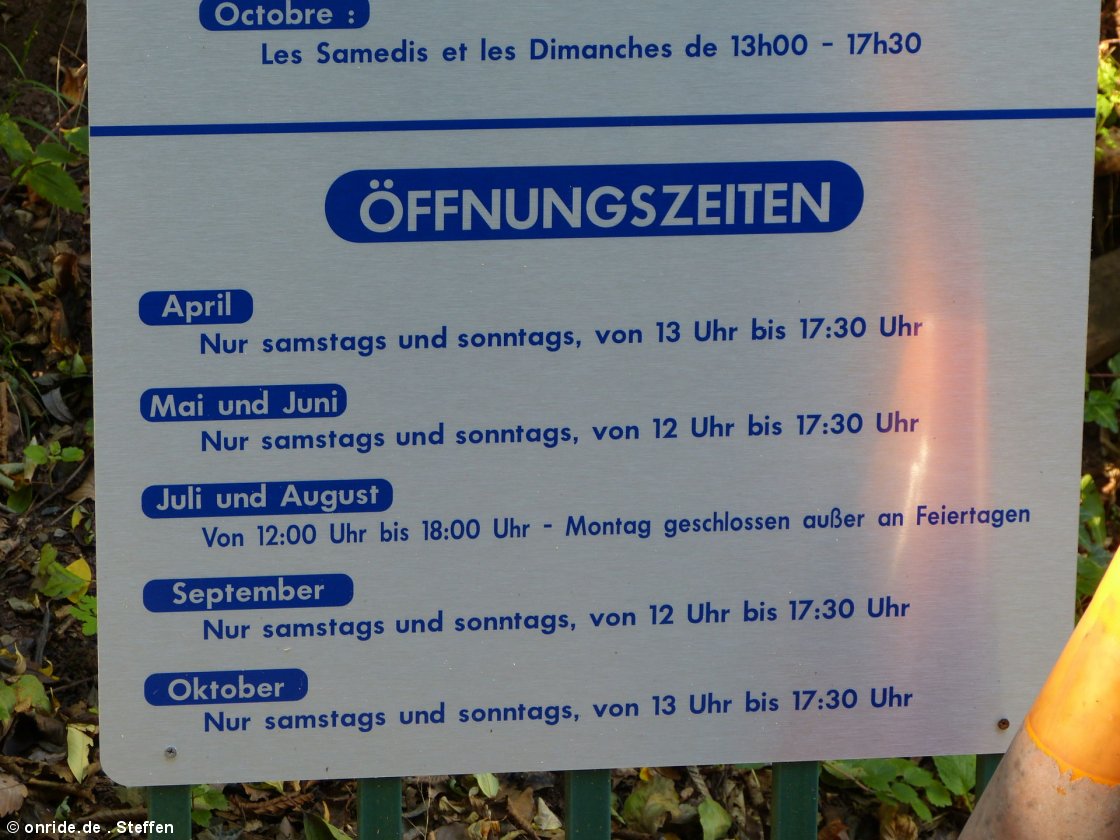 Octobre :
Les Samedis et les Dimanches de 13h00 - 17h30
ÖFFNUNGSZEITEN
April
Nur samstags und sonntags, von 13 Uhr bis 17:30 Uhr
Mai und Juni
Nur samstags und sonntags, von 12 Uhr bis 17:30 Uhr
Juli und August
Von 12:00 Uhr bis 18:00 Uhr - Montag geschlossen außer an Feiertagen
September
Nur samstags und sonntags, von 12 Uhr bis 17:30 Uhr
Oktober
Nur samstags und sonntags, von 13 Uhr bis 17:30 Uhr
© onride.de . Steffen